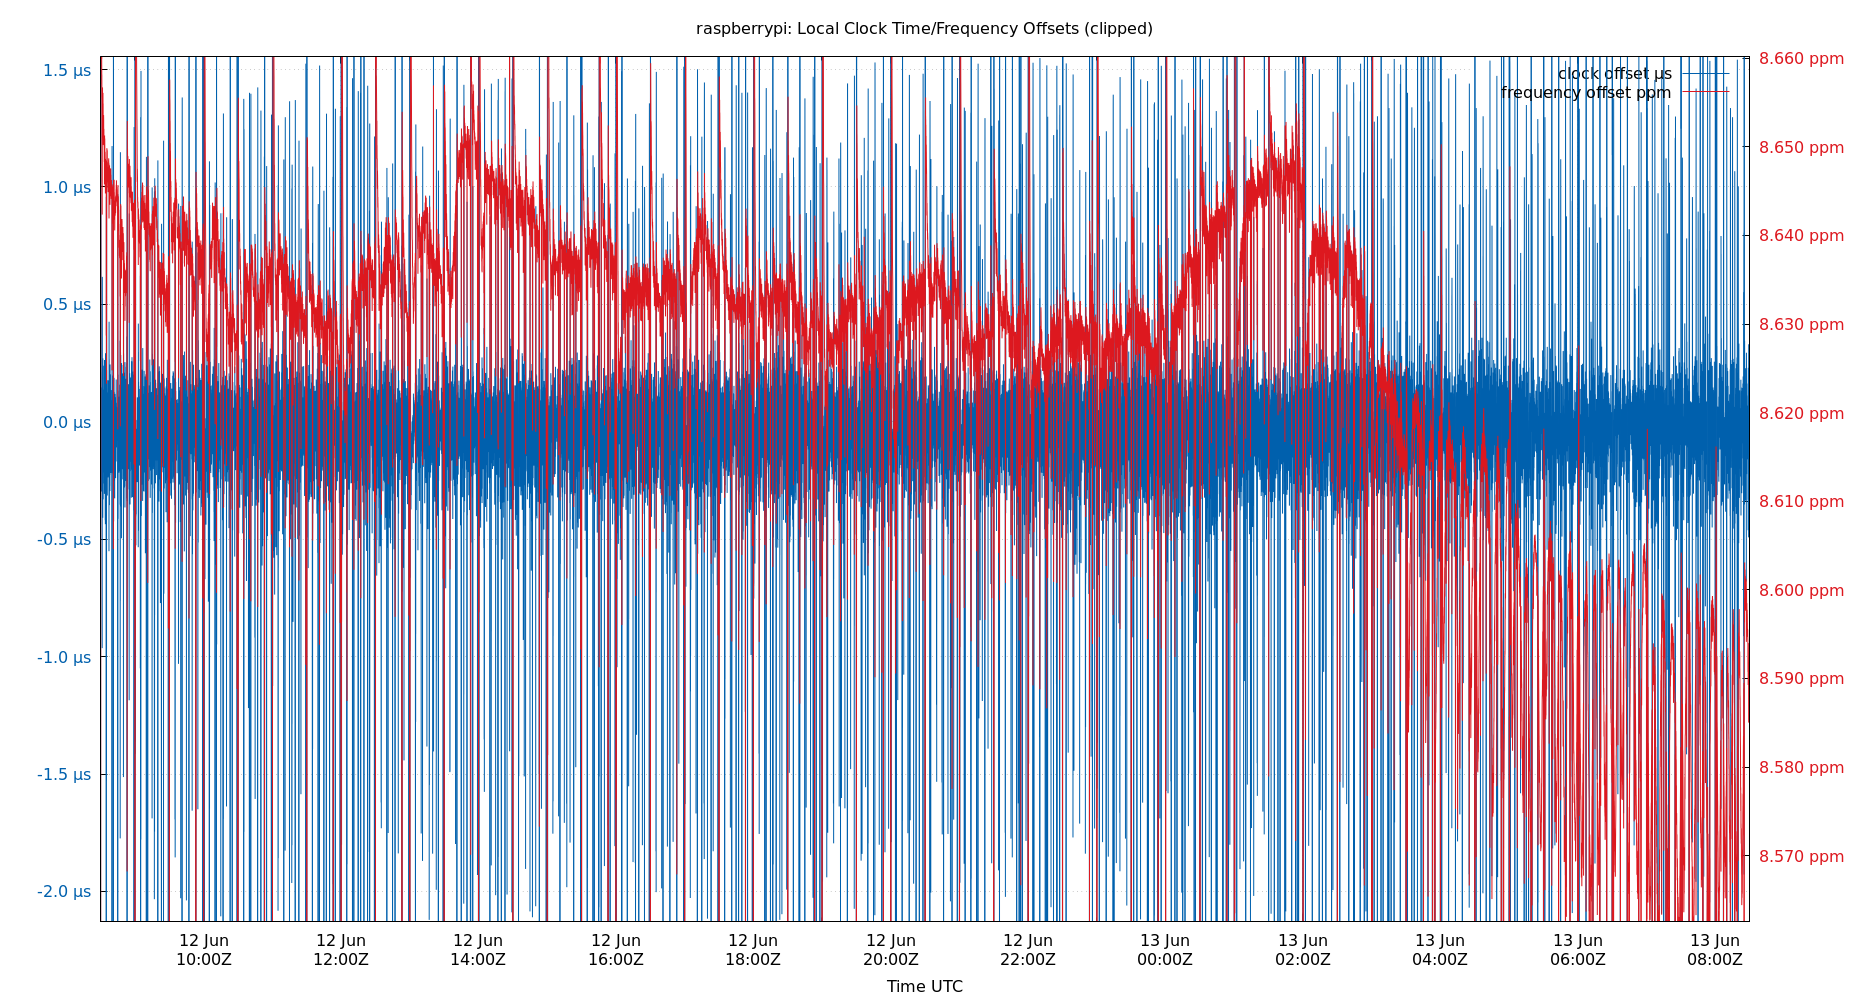 raspberrypi: Local Clock Time/Frequency Offsets (clipped)
clock offset µs
frequency offset ppm
1.5 µs
1.0 µs
0.5 µs
0.0 µs
-0.5 µs
-1.0 µs
-1.5 µs
-2.0 µs
8.660 ppm
8.650 ppm
8.640 ppm
8.630 ppm
8.620 ppm
8.610 ppm
8.600 ppm
8.590 ppm
8.580 ppm
8.570 ppm
12 Jun 12 Jun 12 Jun 12 Jun 12 Jun 12 Jun 12 Jun 13 Jun 13 Jun 13 Jun 13 Jun 13 Jun
10:00Z 12:00Z 14:00Z 16:00Z 18:00Z 20:00Z 22:00Z 00:00Z 02:00Z 04:00Z 06:00Z 08:00Z
Time UTC